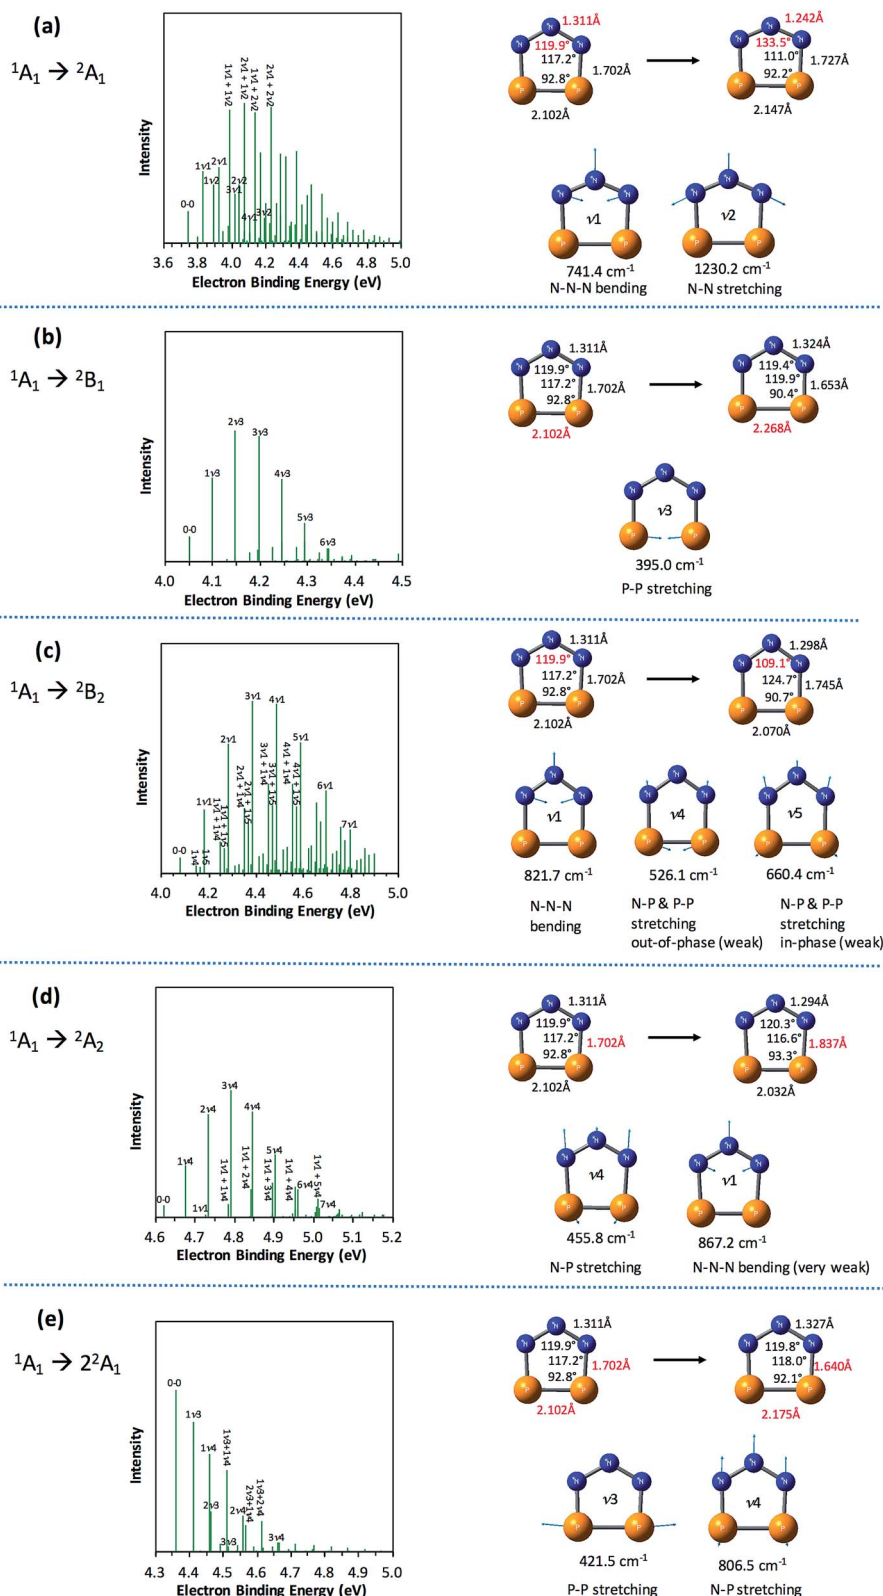 (a)
¹A₁ → ²A₁
Intensity
0-0
1ν1
1ν2
2ν1
1ν1 + 1ν2
3ν1
2ν2
2ν1 + 1ν2
4ν1
1ν1 + 2ν2
3ν2
2ν1 + 2ν2
3.6 3.8 4.0 4.2 4.4 4.6 4.8 5.0
Electron Binding Energy (eV)
1.311Å
119.9°
117.2°
92.8°
1.702Å
2.102Å
1.242Å
133.5°
111.0°
92.2°
1.727Å
2.147Å
ν1
741.4 cm⁻¹
N-N-N bending
ν2
1230.2 cm⁻¹
N-N stretching
(b)
¹A₁ → ²B₁
Intensity
0-0
1ν3
2ν3
3ν3
4ν3
5ν3
6ν3
4.0 4.1 4.2 4.3 4.4 4.5
Electron Binding Energy (eV)
1.311Å
119.9°
117.2°
92.8°
1.702Å
2.102Å
1.324Å
119.4°
119.9°
90.4°
1.653Å
2.268Å
ν3
395.0 cm⁻¹
P-P stretching
(c)
¹A₁ → ²B₂
Intensity
0-0
1ν4
1ν5
1ν1
1ν1 + 1ν4
1ν1 + 1ν5
2ν1
2ν1 + 1ν4
2ν1 + 1ν5
3ν1
3ν1 + 1ν4
3ν1 + 1ν5
4ν1
4ν1 + 1ν4
4ν1 + 1ν5
5ν1
6ν1
7ν1
4.0 4.2 4.4 4.6 4.8 5.0
Electron Binding Energy (eV)
1.311Å
119.9°
117.2°
92.8°
1.702Å
2.102Å
1.298Å
109.1°
124.7°
90.7°
1.745Å
2.070Å
ν1
821.7 cm⁻¹
N-N-N
bending
ν4
526.1 cm⁻¹
N-P & P-P
stretching
out-of-phase (weak)
ν5
660.4 cm⁻¹
N-P & P-P
stretching
in-phase (weak)
(d)
¹A₁ → ²A₂
Intensity
0-0
1ν4
1ν1
2ν4
1ν1 + 1ν4
3ν4
1ν1 + 2ν4
4ν4
1ν1 + 3ν4
5ν4
1ν1 + 4ν4
6ν4
1ν1 + 5ν4
7ν4
4.6 4.7 4.8 4.9 5.0 5.1 5.2
Electron Binding Energy (eV)
1.311Å
119.9°
117.2°
92.8°
1.702Å
2.102Å
1.294Å
120.3°
116.6°
93.3°
1.837Å
2.032Å
ν4
455.8 cm⁻¹
N-P stretching
ν1
867.2 cm⁻¹
N-N-N bending (very weak)
(e)
¹A₁ → 2²A₁
Intensity
0-0
1ν3
1ν4
2ν3
1ν3+1ν4
3ν3
2ν4
2ν3+1ν4
1ν3+2ν4
3ν4
4.3 4.4 4.5 4.6 4.7 4.8 4.9 5.0
Electron Binding Energy (eV)
1.311Å
119.9°
117.2°
92.8°
1.702Å
2.102Å
1.327Å
119.8°
118.0°
92.1°
1.640Å
2.175Å
ν3
421.5 cm⁻¹
P-P stretching
ν4
806.5 cm⁻¹
N-P stretching